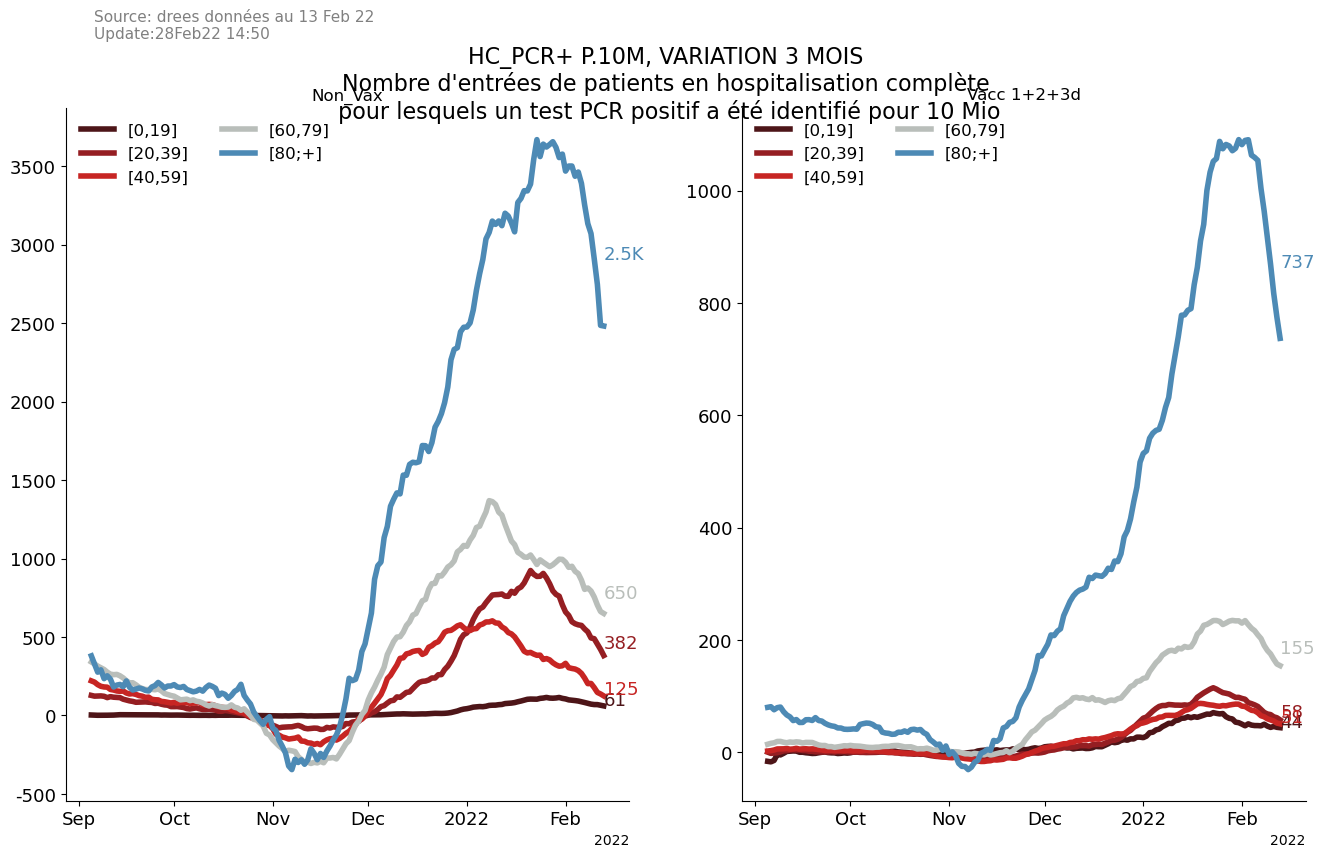 Source: drees données au 13 Feb 22
Update:28Feb22 14:50
HC_PCR+ P.10M, VARIATION 3 MOIS
Nombre d'entrées de patients en hospitalisation complète
pour lesquels un test PCR positif a été identifié pour 10 Mio
Non_Vax
[0,19]
[20,39]
[40,59]
[60,79]
[80;+]
3500
3000
2500
2000
1500
1000
500
0
-500
2.5K
650
382
125
61
Sep
Oct
Nov
Dec
2022
Feb
2022
Vacc 1+2+3d
[0,19]
[20,39]
[40,59]
[60,79]
[80;+]
1000
800
600
400
200
0
737
155
58
44
Sep
Oct
Nov
Dec
2022
Feb
2022